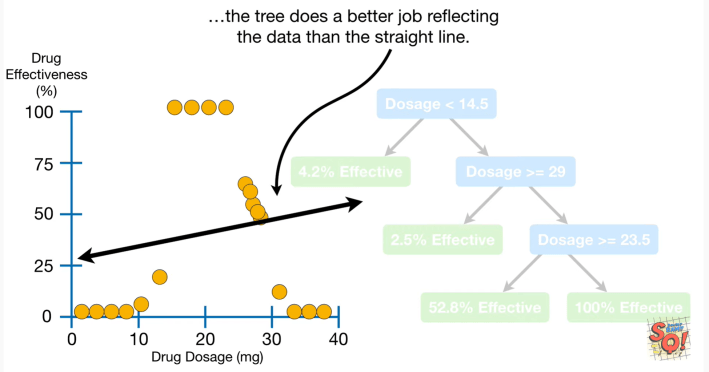 …the tree does a better job reflecting
the data than the straight line.
Drug
Effectiveness
(%)
100
75
50
25
0
0
10
20
30
40
Drug Dosage (mg)
Dosage < 14.5
4.2% Effective
Dosage >= 29
2.5% Effective
Dosage >= 23.5
52.8% Effective
100% Effective
SQ!